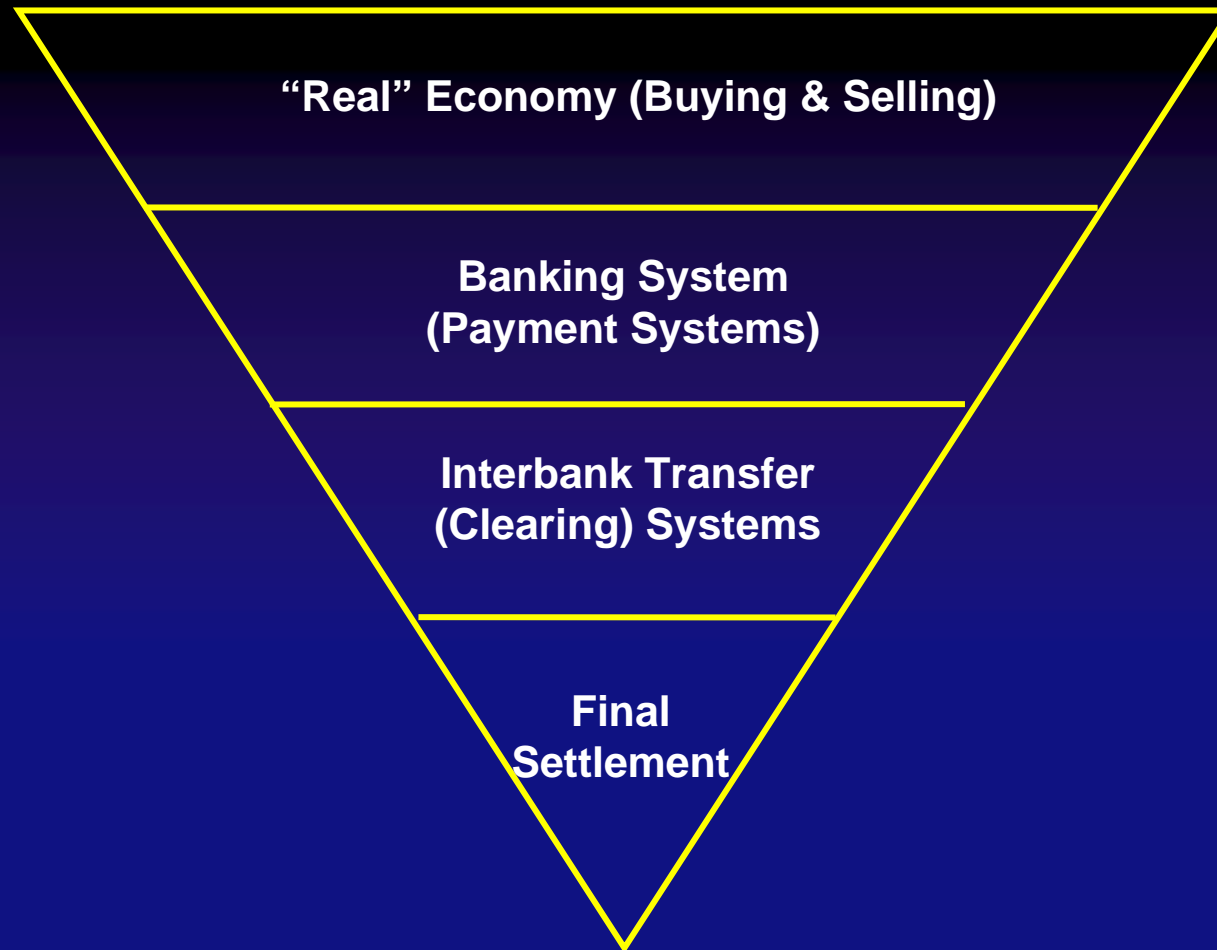 “Real” Economy (Buying & Selling)
Banking System
(Payment Systems)
Interbank Transfer
(Clearing) Systems
Final
Settlement